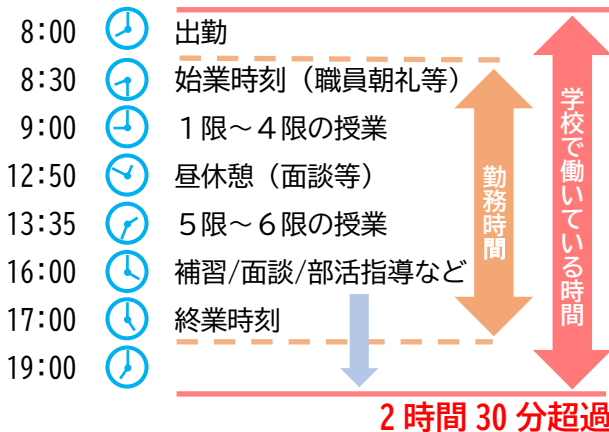 8:00 出勤
8:30 始業時刻（職員朝礼等）
9:00 １限～４限の授業
12:50 昼休憩（面談等）
13:35 ５限～６限の授業
16:00 補習/面談/部活指導など
17:00 終業時刻
19:00
勤務時間
学校で働いている時間
2 時間 30 分超過